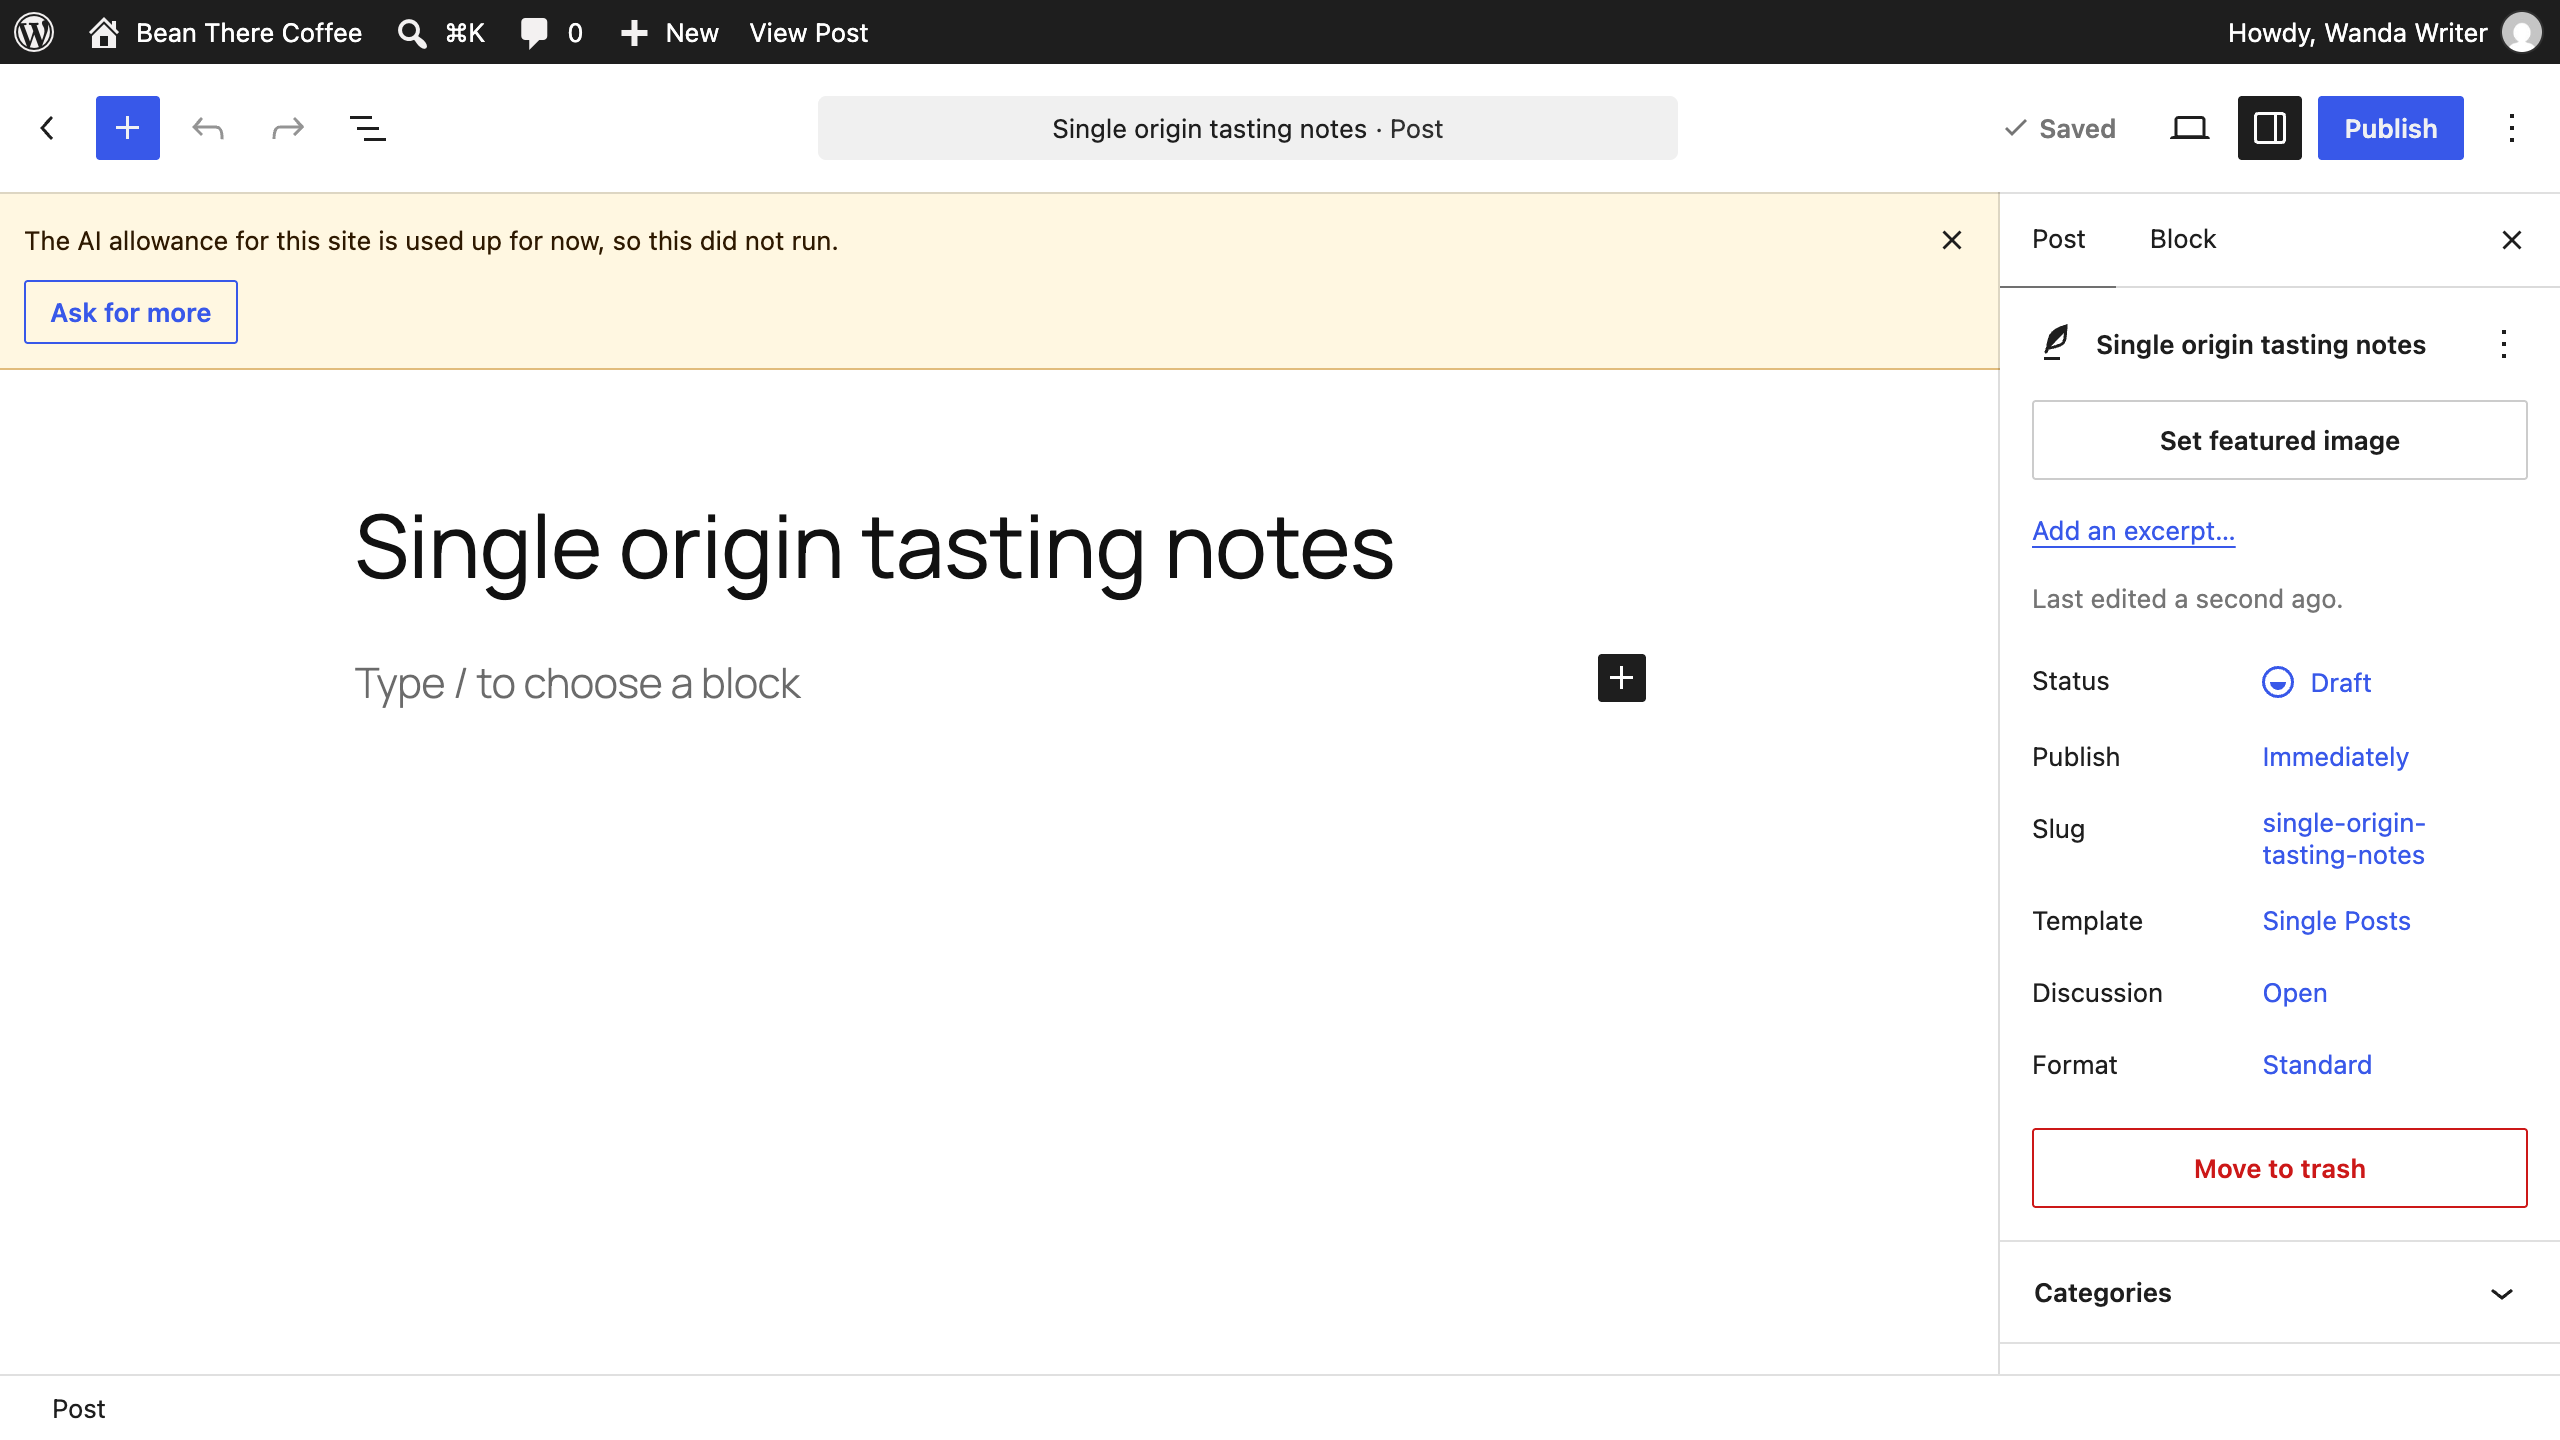 Bean There Coffee ⌘K 0 New View Post Howdy, Wanda Writer
Single origin tasting notes · Post
Saved
Publish
The AI allowance for this site is used up for now, so this did not run.
Ask for more
Single origin tasting notes
Type / to choose a block
Post Block
Single origin tasting notes
Set featured image
Add an excerpt...
Last edited a second ago.
Status Draft
Publish Immediately
Slug single-origin-
tasting-notes
Template Single Posts
Discussion Open
Format Standard
Move to trash
Categories
Post